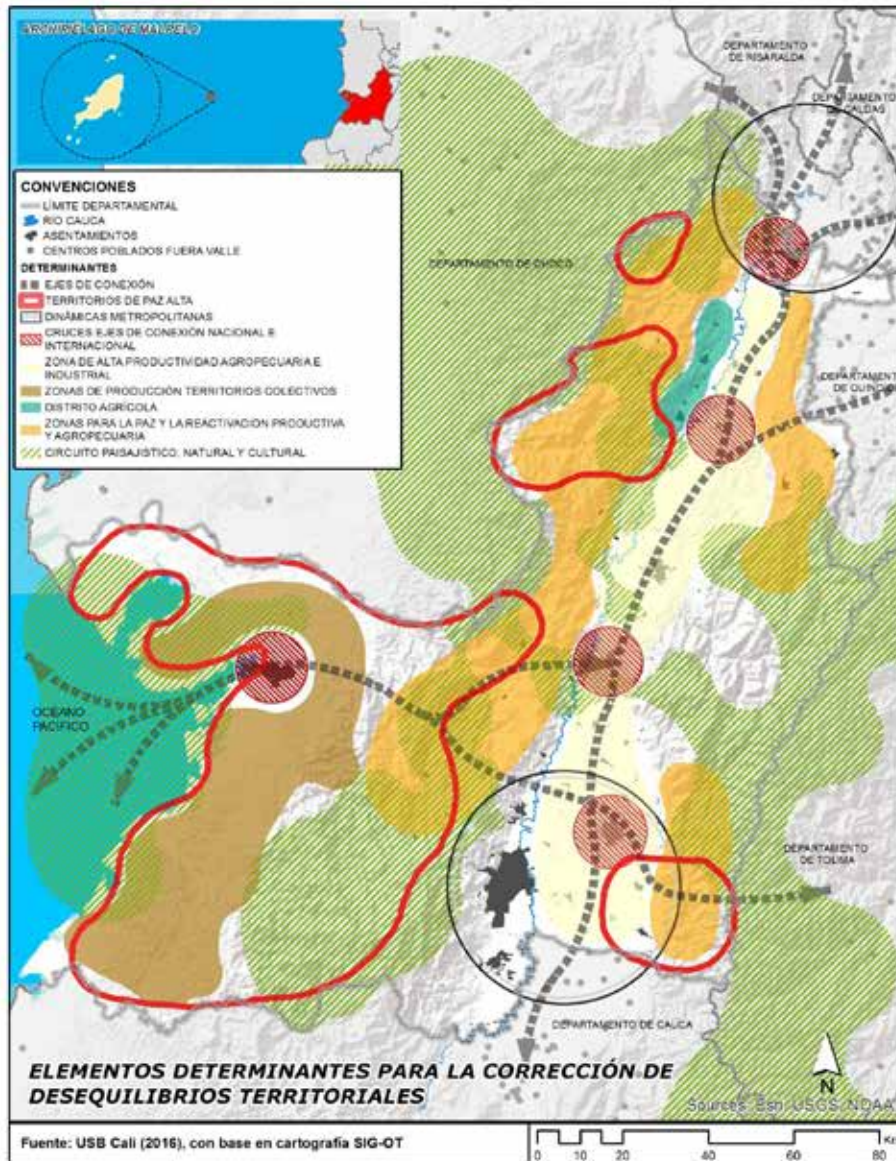 ARCHIPIÉLAGO DE MALPELO
DEPARTAMENTO
DE RISARALDA
DEPARTAMENTO
DE CALDAS
CONVENCIONES
LÍMITE DEPARTAMENTAL
RÍO CAUCA
ASENTAMIENTOS
CENTROS POBLADOS FUERA VALLE
DETERMINANTES
EJES DE CONEXIÓN
TERRITORIOS DE PAZ ALTA
DINÁMICAS METROPOLITANAS
CRUCES EJES DE CONEXIÓN NACIONAL E
INTERNACIONAL
ZONA DE ALTA PRODUCTIVIDAD AGROPECUARIA E
INDUSTRIAL
ZONAS DE PRODUCCIÓN TERRITORIOS COLECTIVOS
DISTRITO AGRÍCOLA
ZONAS PARA LA PAZ Y LA REACTIVACIÓN PRODUCTIVA
Y AGROPECUARIA
CIRCUITO PAISAJÍSTICO, NATURAL Y CULTURAL
DEPARTAMENTO DE CHOCÓ
DEPARTAMENTO
DE QUINDÍO
OCEANO
PACÍFICO
DEPARTAMENTO
DE TOLIMA
DEPARTAMENTO DE CAUCA
ELEMENTOS DETERMINANTES PARA LA CORRECCIÓN DE
DESEQUILIBRIOS TERRITORIALES
N
Sources: Esri, USGS, NOAA
Fuente: USB Cali (2016), con base en cartografía SIG-OT
0 10 20 40 60 80